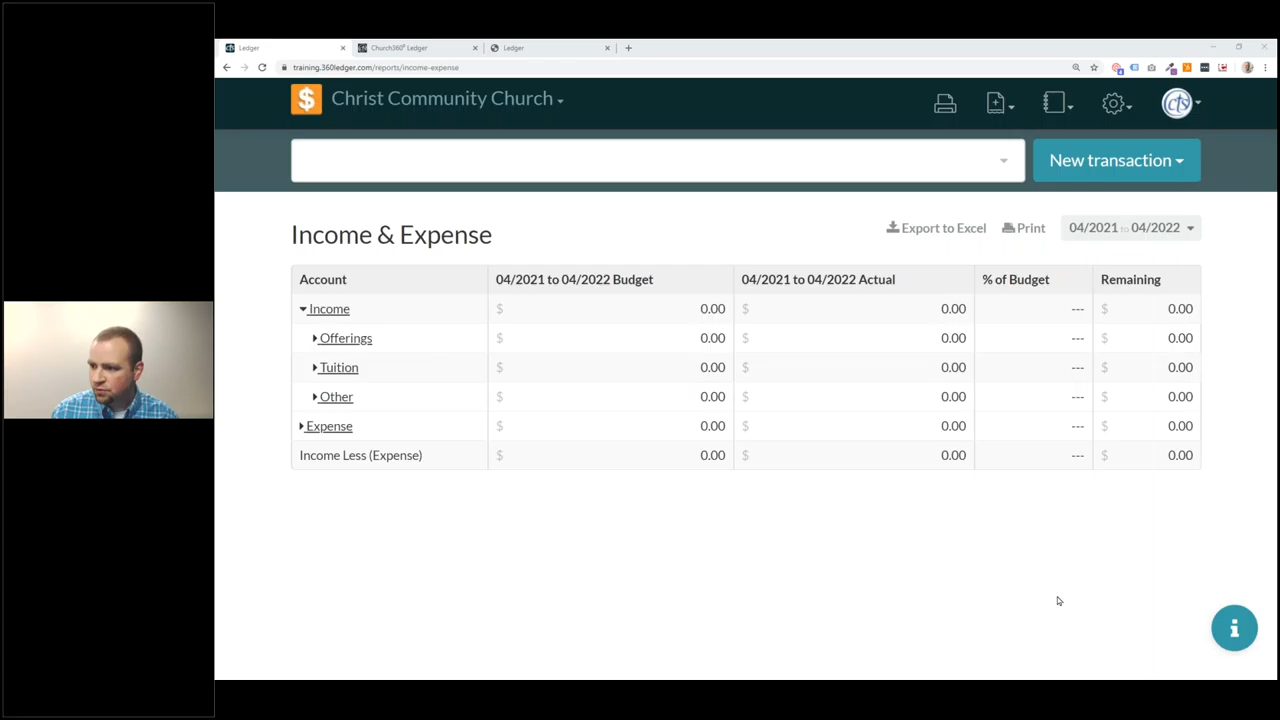 Ledger
Church360° Ledger
Ledger
training.360ledger.com/reports/income-expense
Christ Community Church
cts
New transaction
Income & Expense
Export to Excel
Print
04/2021 to 04/2022
Account 04/2021 to 04/2022 Budget 04/2021 to 04/2022 Actual % of Budget Remaining
Income $ 0.00 $ 0.00 --- $ 0.00
Offerings $ 0.00 $ 0.00 --- $ 0.00
Tuition $ 0.00 $ 0.00 --- $ 0.00
Other $ 0.00 $ 0.00 --- $ 0.00
Expense $ 0.00 $ 0.00 --- $ 0.00
Income Less (Expense) $ 0.00 $ 0.00 --- $ 0.00